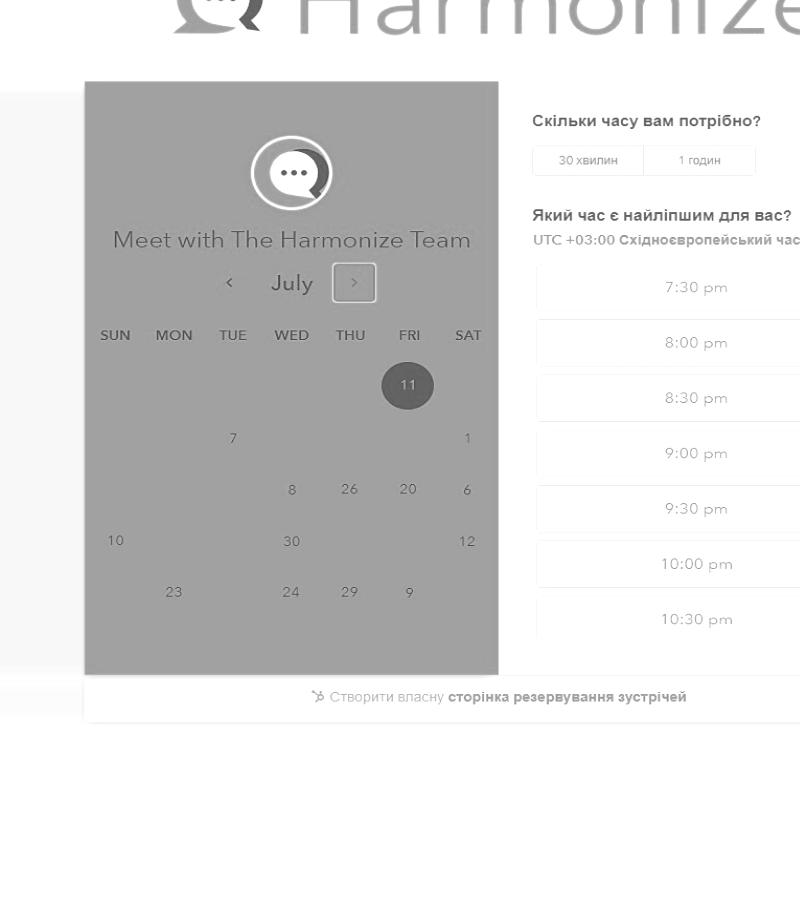 Harmonize
Meet with The Harmonize Team
July
SUN MON TUE WED THU FRI SAT
11
7 1
8 26 20 6
10 30 12
23 24 29 9
Скільки часу вам потрібно?
30 хвилин 1 годин
Який час є найліпшим для вас?
UTC +03:00 Східноєвропейський час
7:30 pm
8:00 pm
8:30 pm
9:00 pm
9:30 pm
10:00 pm
10:30 pm
Створити власну сторінка резервування зустрічей